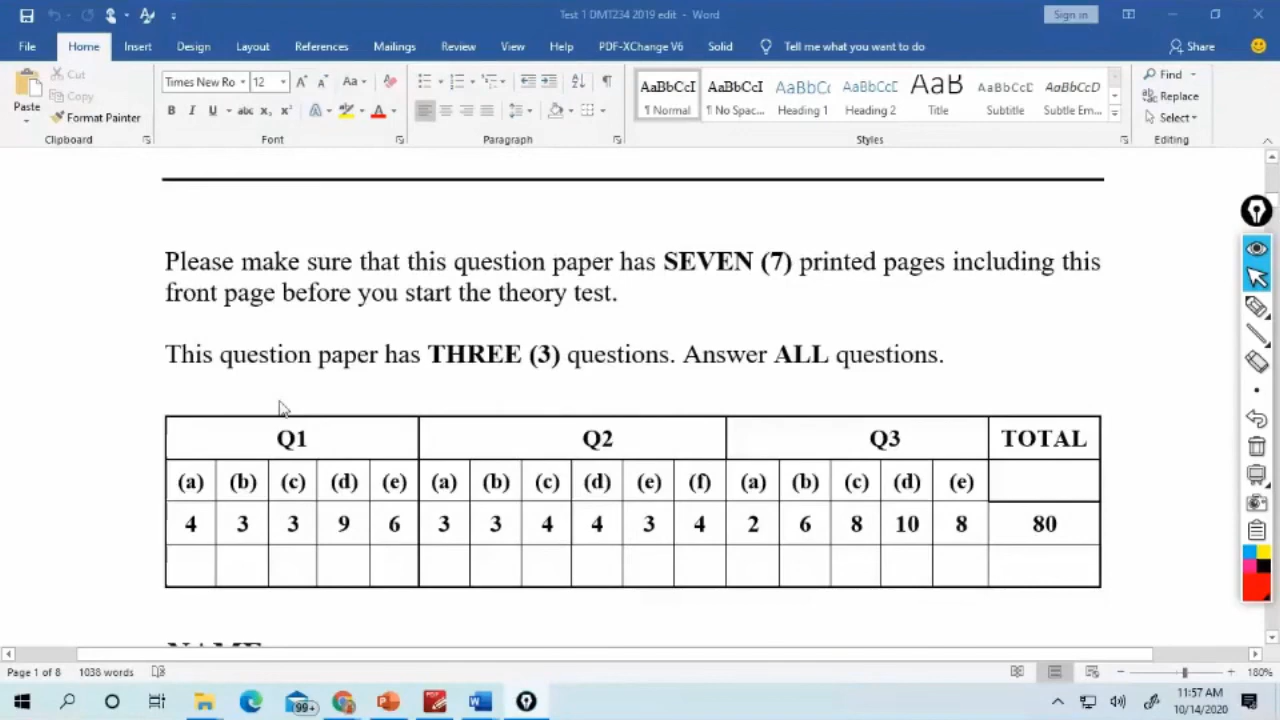 Test 1 DMT234 2019 edit - Word
Sign in
File Home Insert Design Layout References Mailings Review View Help PDF-XChange V6 Solid Tell me what you want to do Share
Paste
Cut
Copy
Format Painter
Clipboard
Times New Ro 12
Font
Paragraph
AaBbCcI AaBbCcI AaBbCc AaBbCcI AaB AaBbCcC AaBbCcD
¶ Normal ¶ No Spac... Heading 1 Heading 2 Title Subtitle Subtle Em...
Styles
Find
Replace
Select
Editing
Please make sure that this question paper has SEVEN (7) printed pages including this
front page before you start the theory test.
This question paper has THREE (3) questions. Answer ALL questions.
Q1 Q2 Q3 TOTAL
(a) (b) (c) (d) (e) (a) (b) (c) (d) (e) (f) (a) (b) (c) (d) (e)
4 3 3 9 6 3 3 4 4 3 4 2 6 8 10 8 80
NAME
Page 1 of 8 1038 words
180%
99+
11:57 AM
10/14/2020